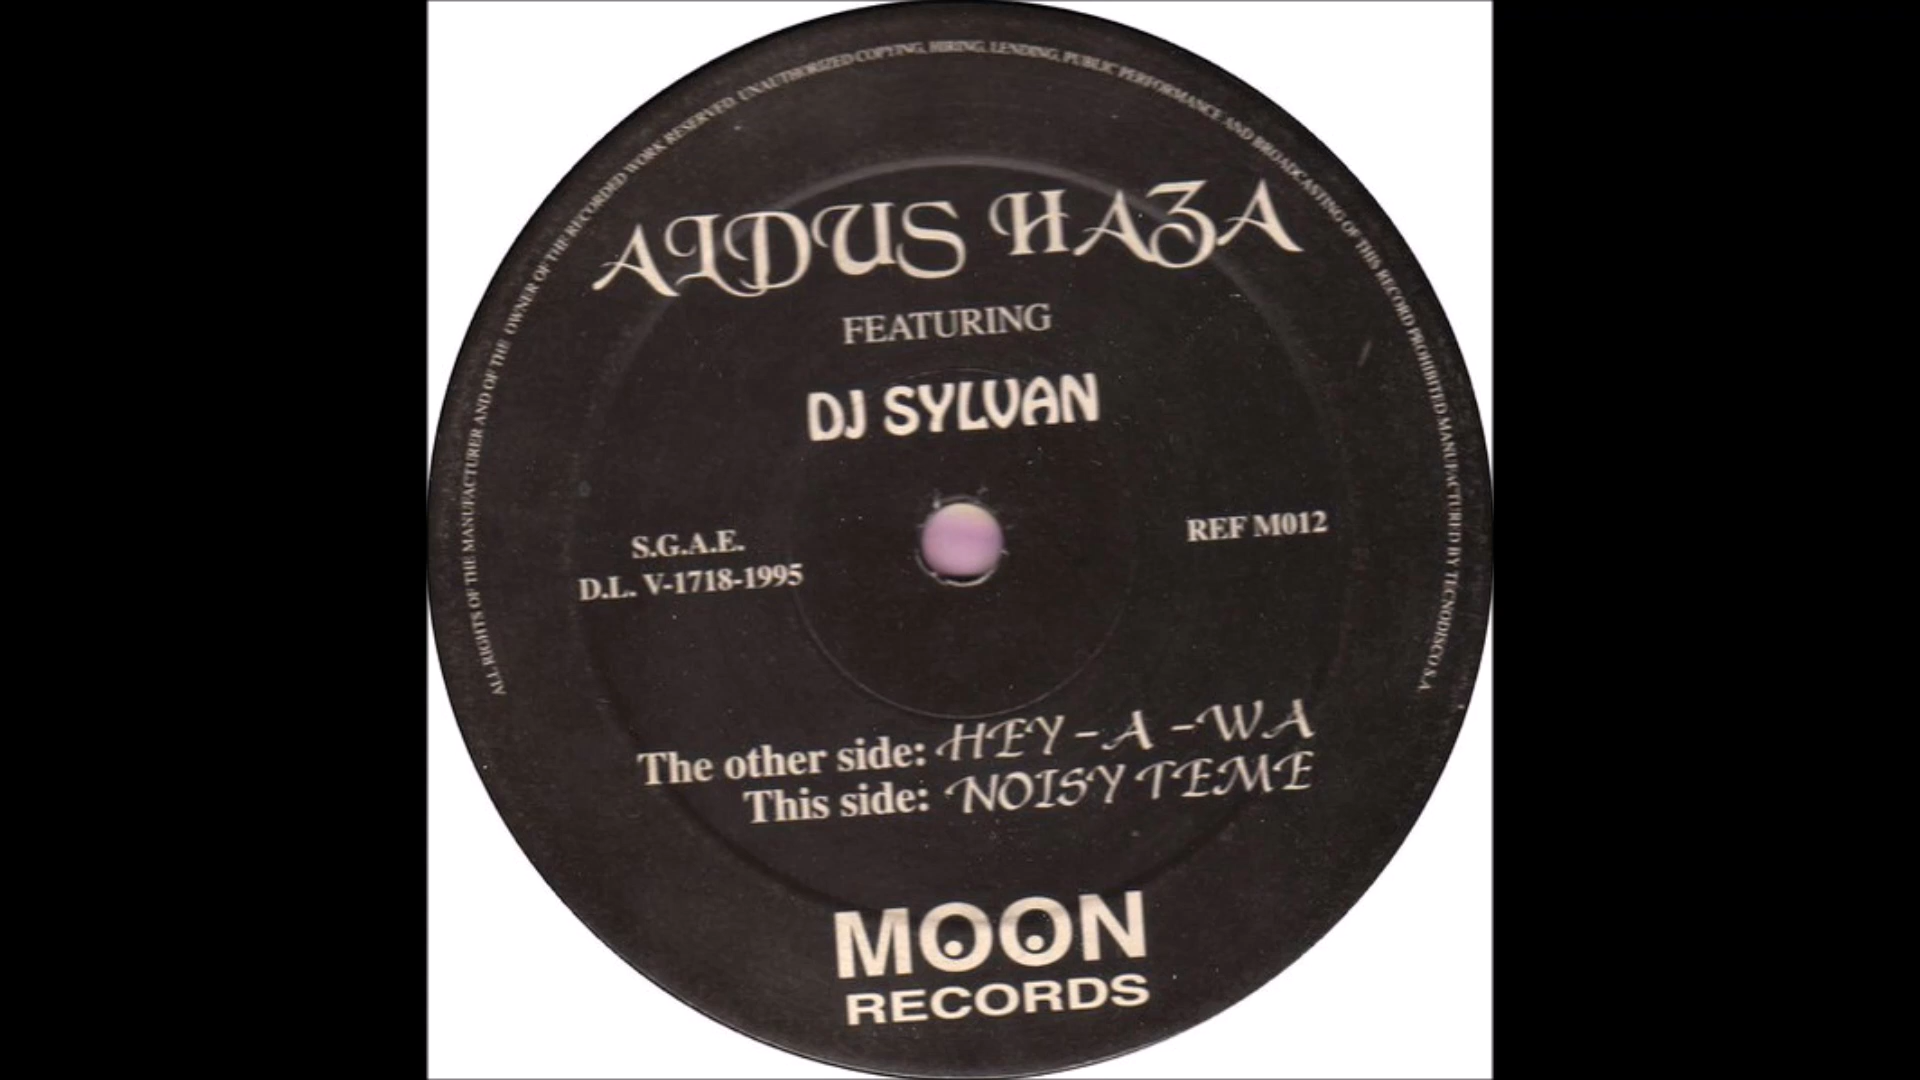 ALL RIGHTS OF THE MANUFACTURER AND OF THE OWNER OF THE RECORDED WORK RESERVED. UNAUTHORIZED COPYING, HIRING, LENDING, PUBLIC PERFORMANCE AND BROADCASTING OF THIS RECORD PROHIBITED MANUFACTURED BY TECNODISCO S.A
ALDUS HAZA
FEATURING
DJ SYLVAN
S.G.A.E.
D.L. V-1718-1995
REF M012
The other side: HEY-A-WA
This side: NOISY TEME
MOON
RECORDS